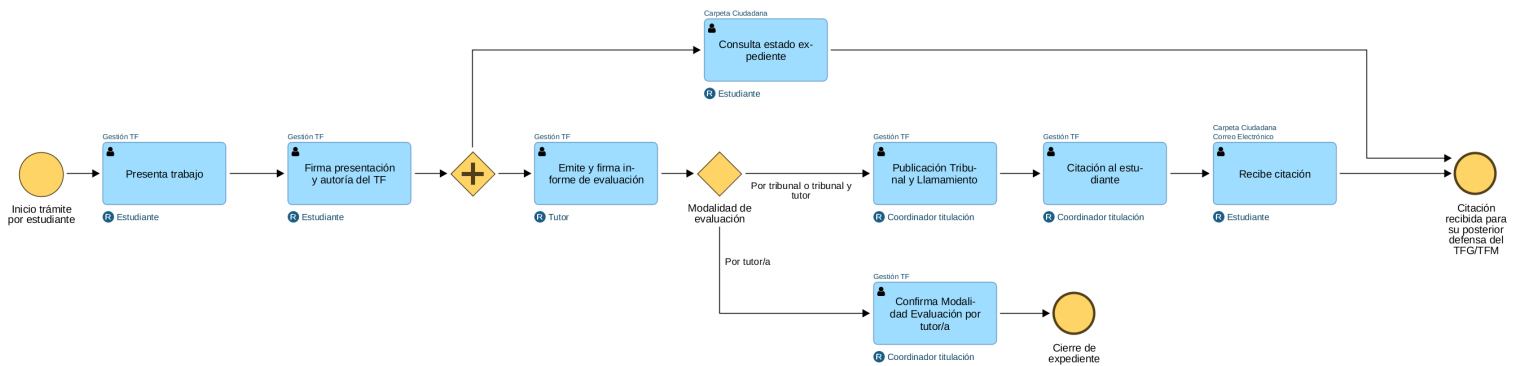 Carpeta Ciudadana
Consulta estado ex-
pediente
R Estudiante
Inicio trámite
por estudiante
Gestión TF
Presenta trabajo
R Estudiante
Gestión TF
Firma presentación
y autoría del TF
R Estudiante
Gestión TF
Emite y firma in-
forme de evaluación
R Tutor
Modalidad de
evaluación
Por tribunal o tribunal y
tutor
Gestión TF
Publicación Tribu-
nal y Llamamiento
R Coordinador titulación
Gestión TF
Citación al estu-
diante
R Coordinador titulación
Carpeta Ciudadana
Correo Electrónico
Recibe citación
R Estudiante
Citación
recibida para
su posterior
defensa del
TFG/TFM
Por tutor/a
Gestión TF
Confirma Modali-
dad Evaluación por
tutor/a
R Coordinador titulación
Cierre de
expediente